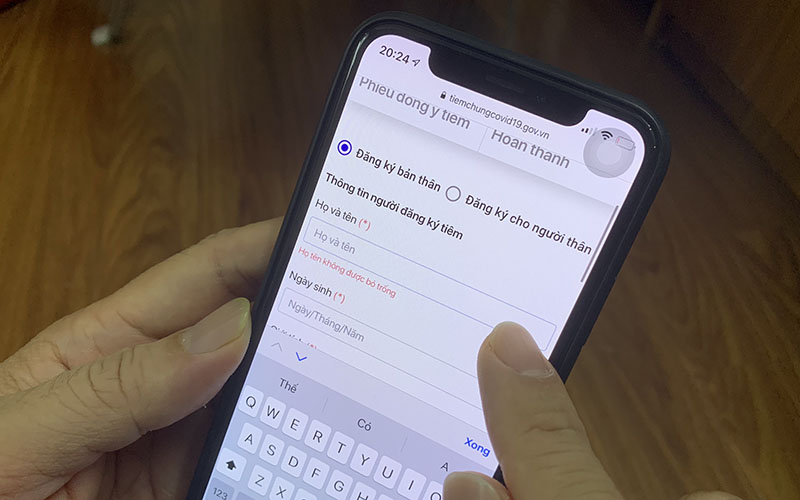 20:24
tiemchungcovid19.gov.vn
Phiếu đồng ý tiêm
Hoàn thành
Đăng ký bản thân
Đăng ký cho người thân
Thông tin người đăng ký tiêm
Họ và tên (*)
Họ và tên
Họ tên không được bỏ trống
Ngày sinh (*)
Ngày/Tháng/Năm
Thế
Có
A
Xong
Q W E R T Y U I O
A S D F G H
Z X C
123